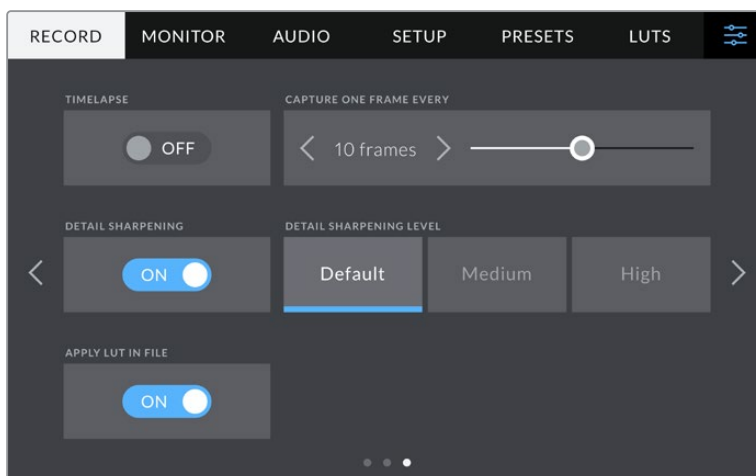 RECORD MONITOR AUDIO SETUP PRESETS LUTS
TIMELAPSE CAPTURE ONE FRAME EVERY
OFF 10 frames
DETAIL SHARPENING DETAIL SHARPENING LEVEL
ON Default Medium High
APPLY LUT IN FILE
ON